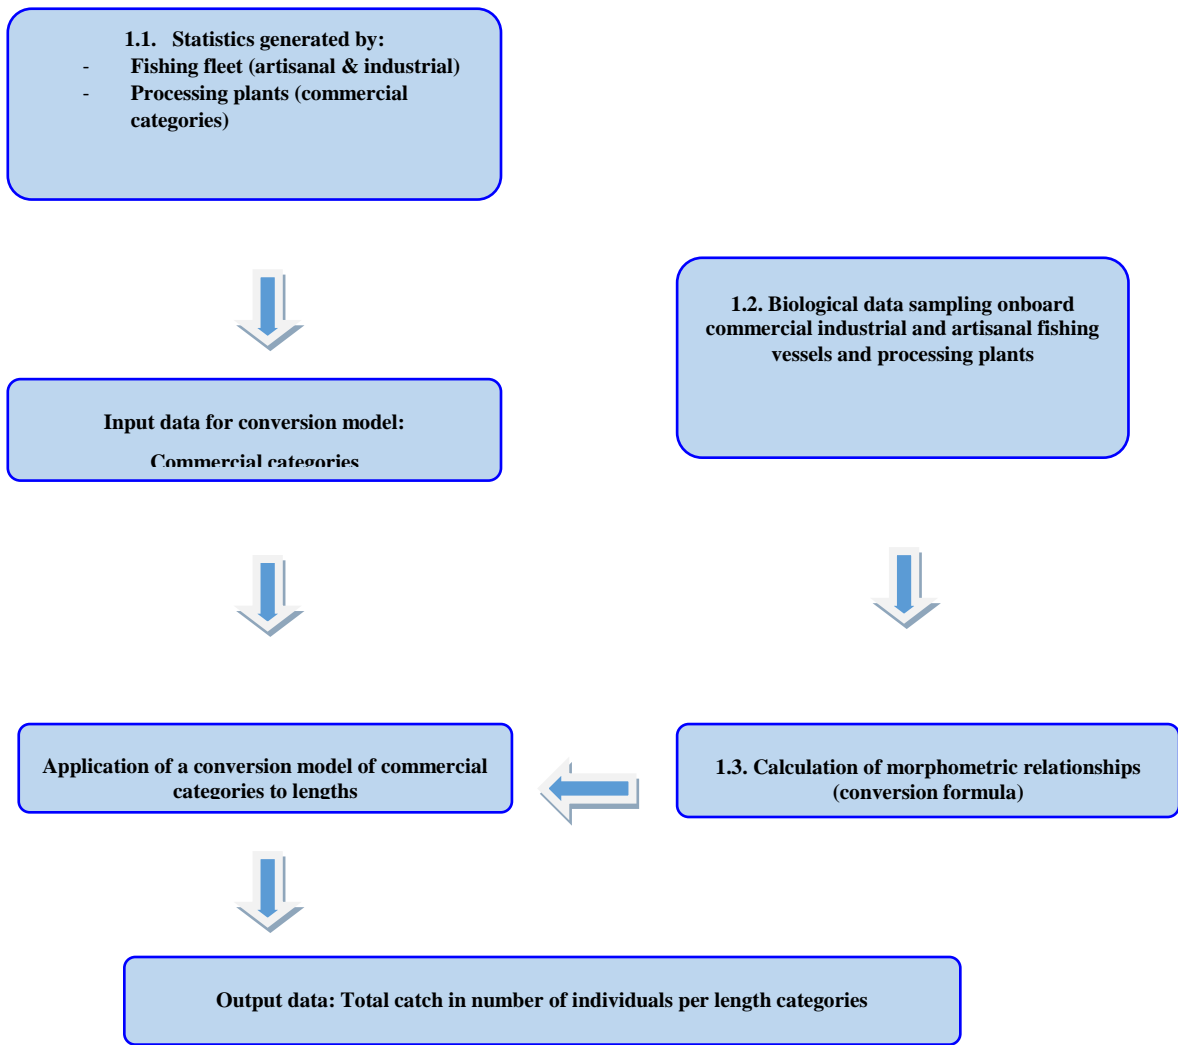 1.1. Statistics generated by:
- Fishing fleet (artisanal & industrial)
- Processing plants (commercial
categories)
1.2. Biological data sampling onboard
commercial industrial and artisanal fishing
vessels and processing plants
Input data for conversion model:
Commercial categories
Application of a conversion model of commercial
categories to lengths
1.3. Calculation of morphometric relationships
(conversion formula)
Output data: Total catch in number of individuals per length categories